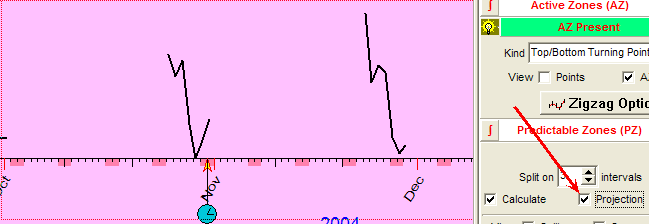 Active Zones (AZ)
AZ Present
Kind Top/Bottom Turning Point
View Points
Zigzag Optio
Predictable Zones (PZ)
Split on intervals
Calculate Projection
Nov
Dec
2004